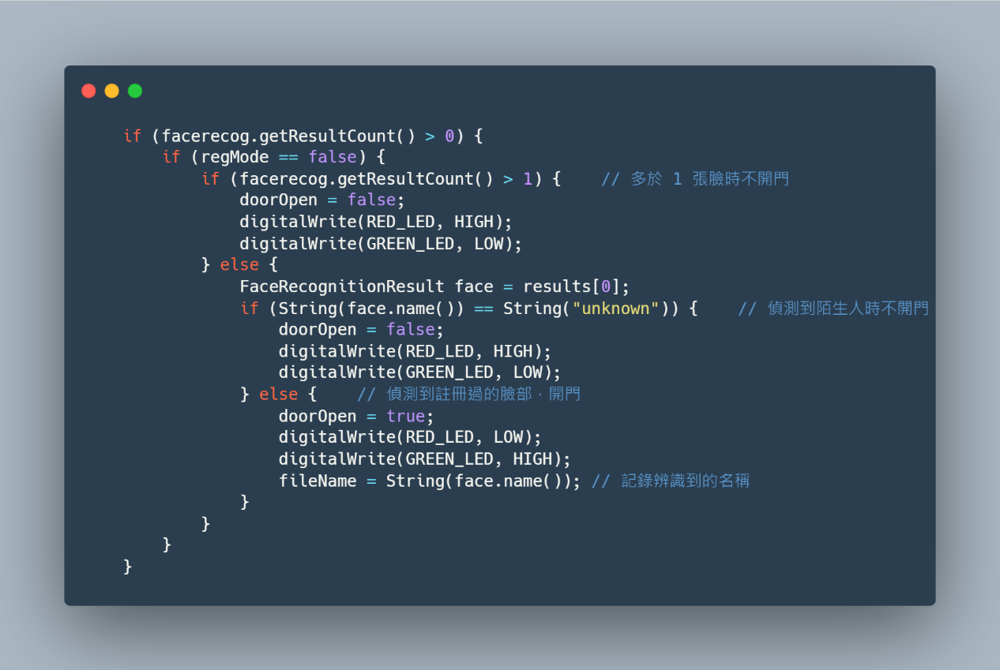 if (facerecog.getResultCount() > 0) {
if (regMode == false) {
if (facerecog.getResultCount() > 1) {    // 多於 1 張臉時不開門
doorOpen = false;
digitalWrite(RED_LED, HIGH);
digitalWrite(GREEN_LED, LOW);
} else {
FaceRecognitionResult face = results[0];
if (String(face.name()) == String("unknown")) {    // 偵測到陌生人時不開門
doorOpen = false;
digitalWrite(RED_LED, HIGH);
digitalWrite(GREEN_LED, LOW);
} else {    // 偵測到註冊過的臉部，開門
doorOpen = true;
digitalWrite(RED_LED, LOW);
digitalWrite(GREEN_LED, HIGH);
fileName = String(face.name()); // 記錄辨識到的名稱
}
}
}
}